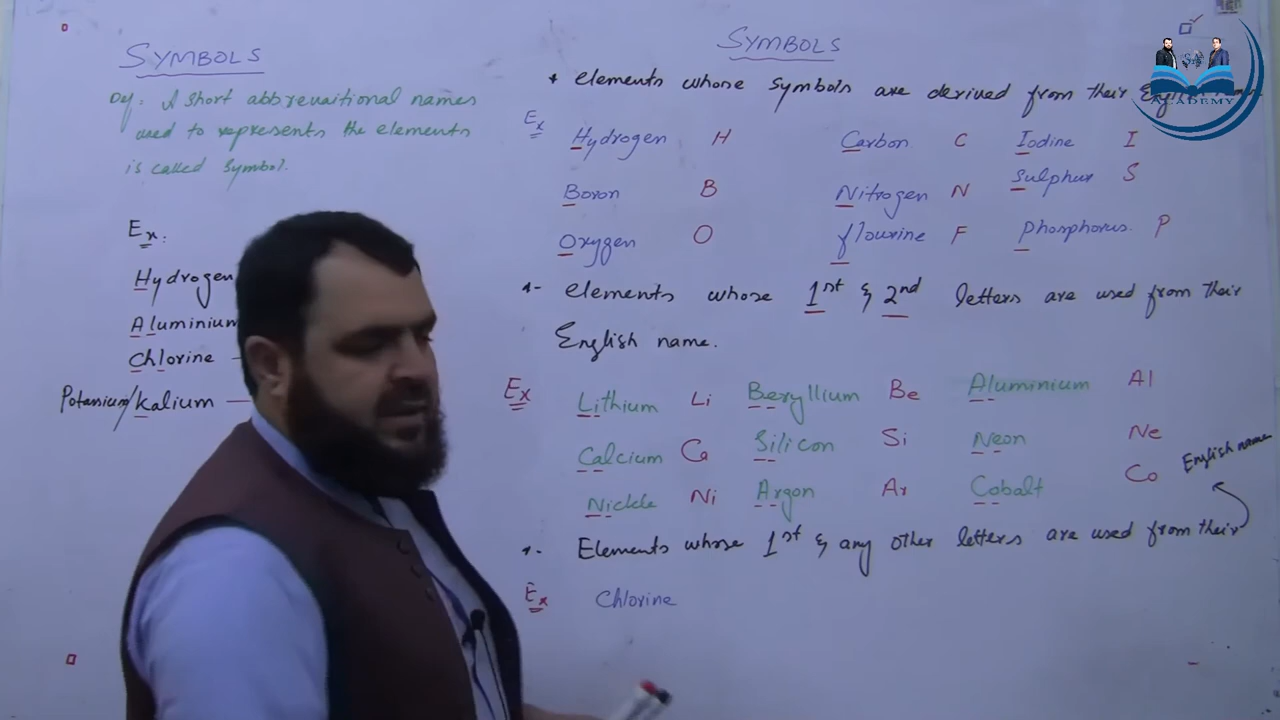 SYMBOLS
Def: A short abbrevaitional names
used to represents the elements
is called Symbol.
Ex:
Hydrogen
Aluminium
Chlorine —
Potassium/Kalium —
SYMBOLS
* elements whose symbols are derived from their English name
Ex
Hydrogen H Carbon C Iodine I
Boron B Nitrogen N Sulphur S
Oxygen O flourine F Phosphorus. P
*- elements whose 1st & 2nd letters are used from their
English name.
Ex Lithium Li Beryllium Be Aluminium Al
Calcium Ca Silicon Si Neon Ne
Nickle Ni Argon Ar Cobalt Co
*- Elements whose 1st & any other letters are used from their
English name
Ex Chlorine
ACADEMY